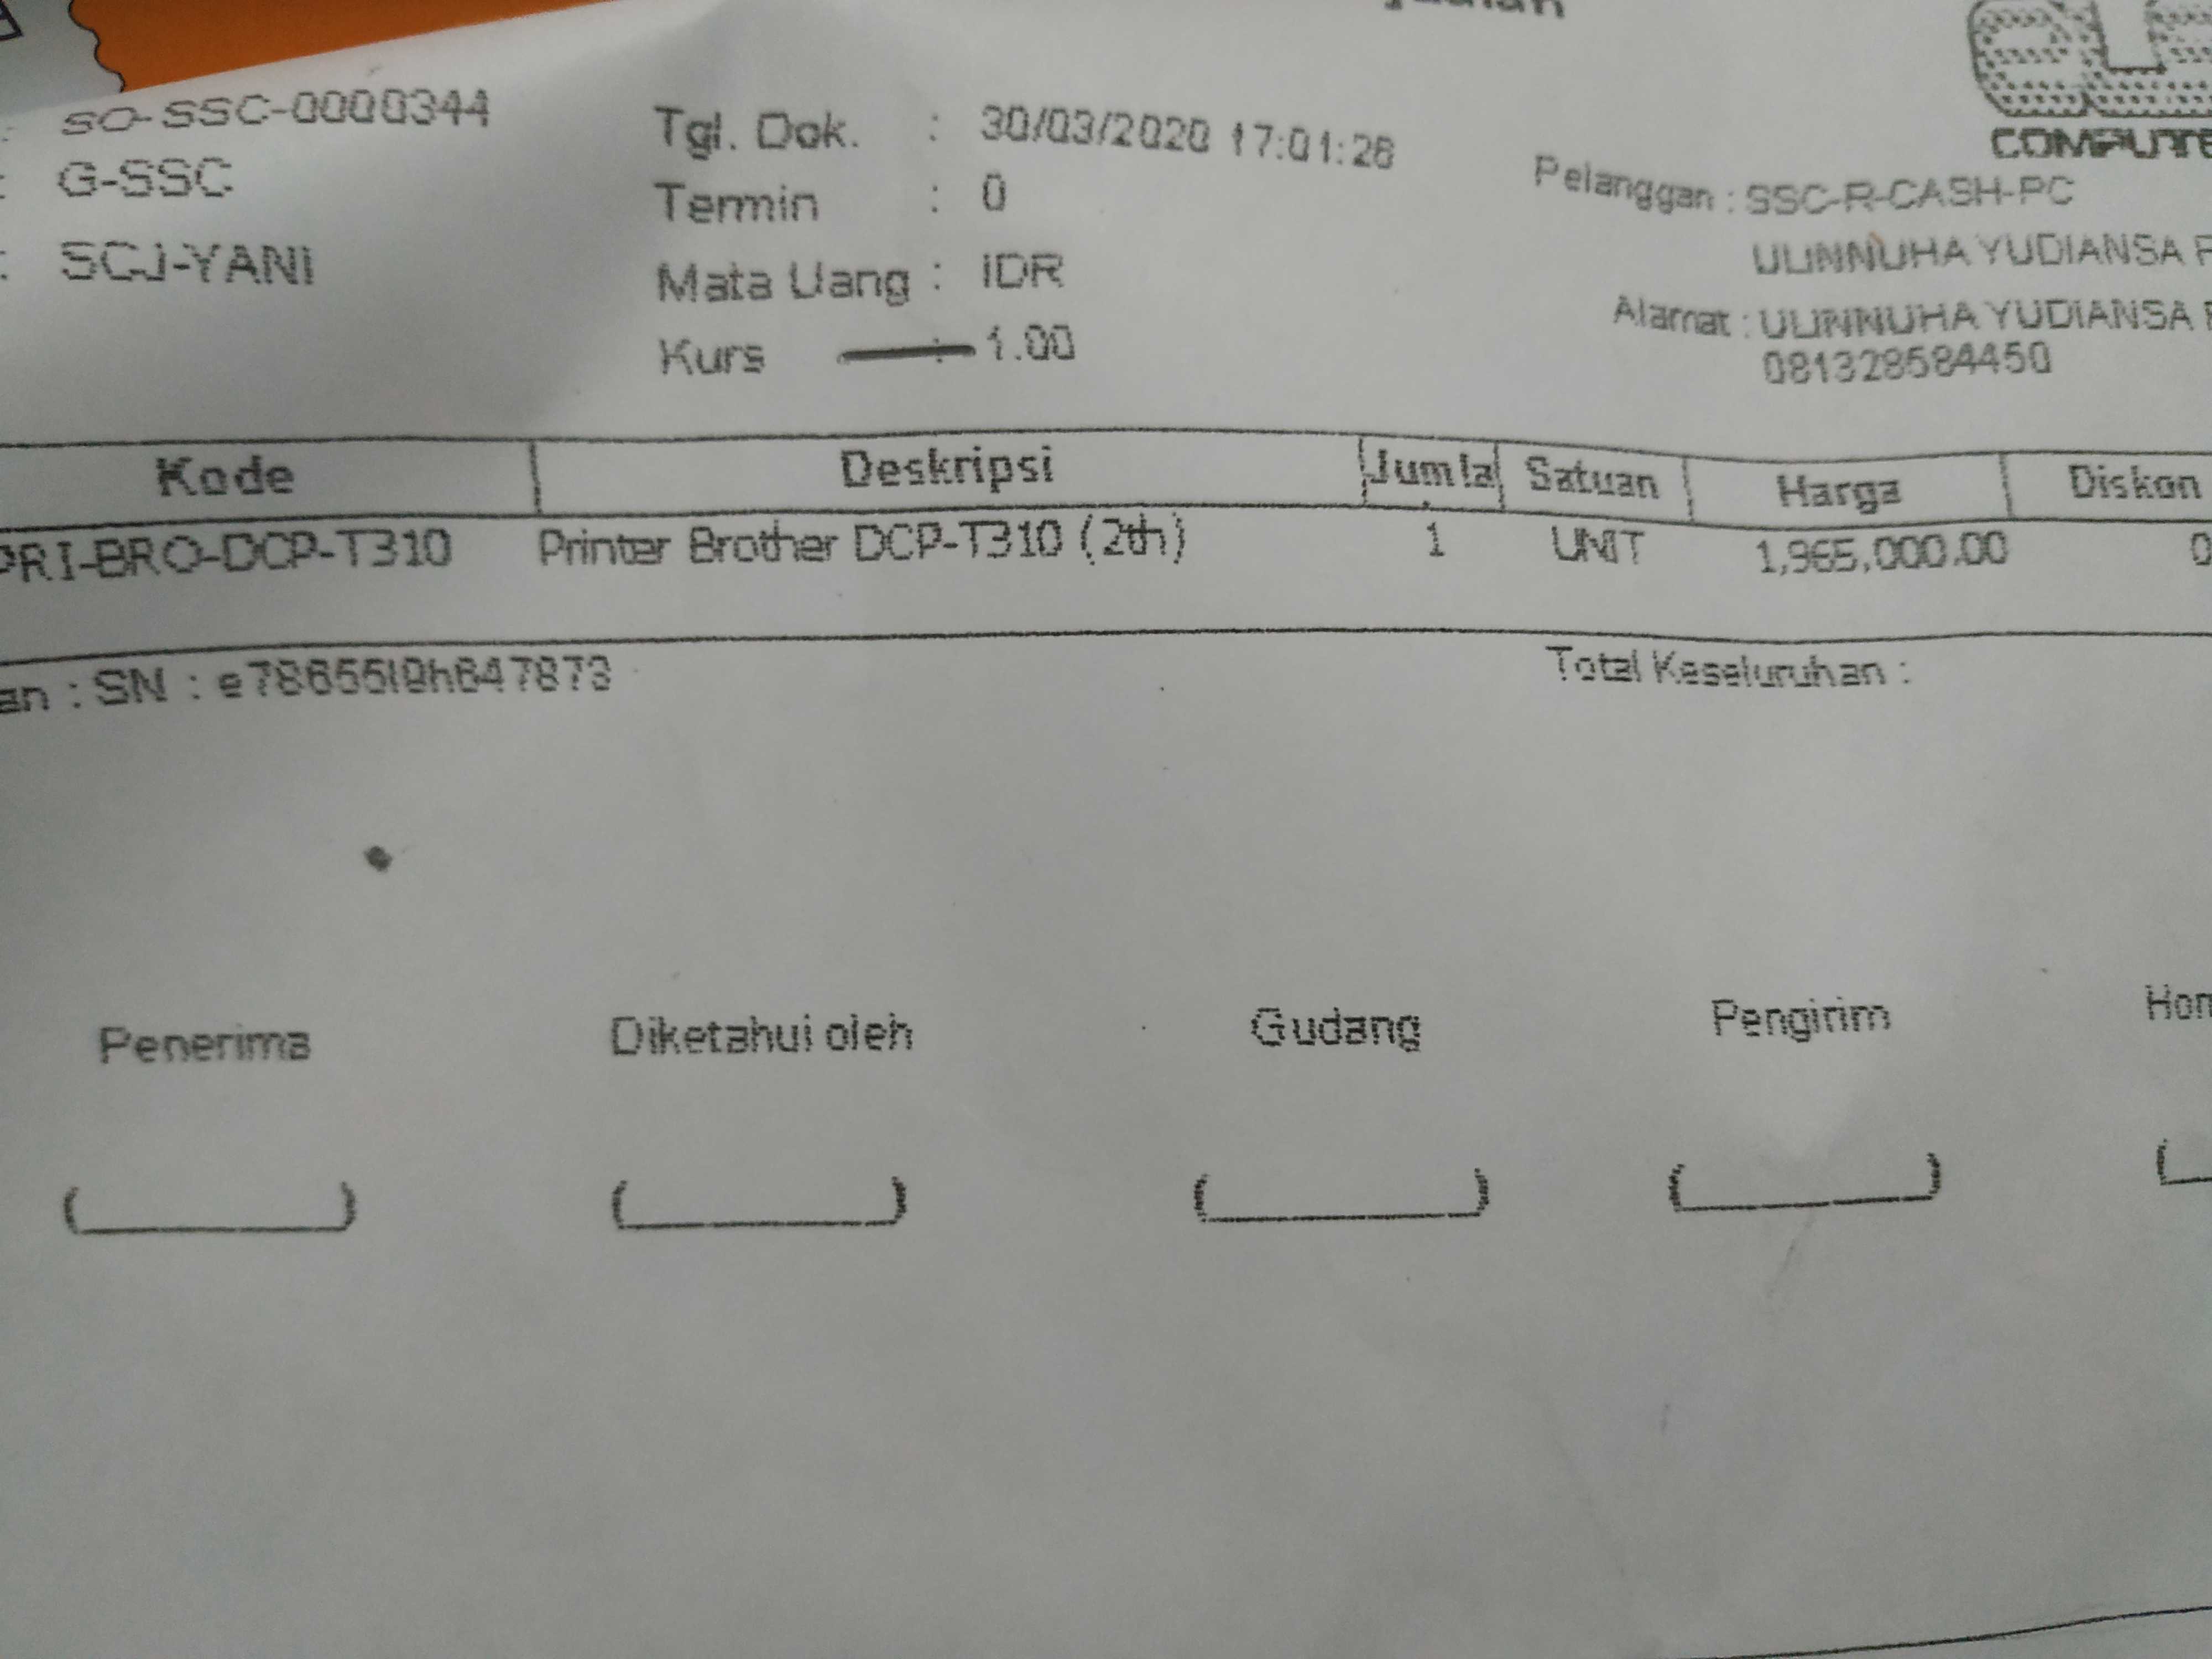 SO-SSC-0000344
: G-SSC
: SCJ-YANI
Tgl. Dok. : 30/03/2020 17:01:26
Termin : 0
Mata Uang : IDR
Kurs : 1.00
COMPUTE
Pelanggan : SSC-R-CASH-PC
ULINNUHA YUDIANSA
Alamat : ULINNUHA YUDIANSA
081328584450
Kode Deskripsi Jumla Satuan Harga Diskon
PRI-BRO-DCP-T310 Printer Brother DCP-T310 (2th) 1 UNIT 1,965,000.00 0
an : SN :
Total Keseluruhan :
Penerima Diketahui oleh Gudang Pengirim Hor